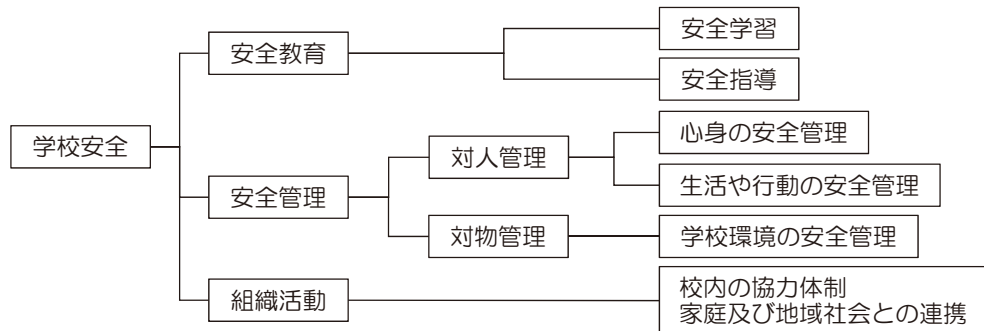 学校安全
安全教育
安全学習
安全指導
安全管理
対人管理
心身の安全管理
生活や行動の安全管理
対物管理
学校環境の安全管理
組織活動
校内の協力体制
家庭及び地域社会との連携